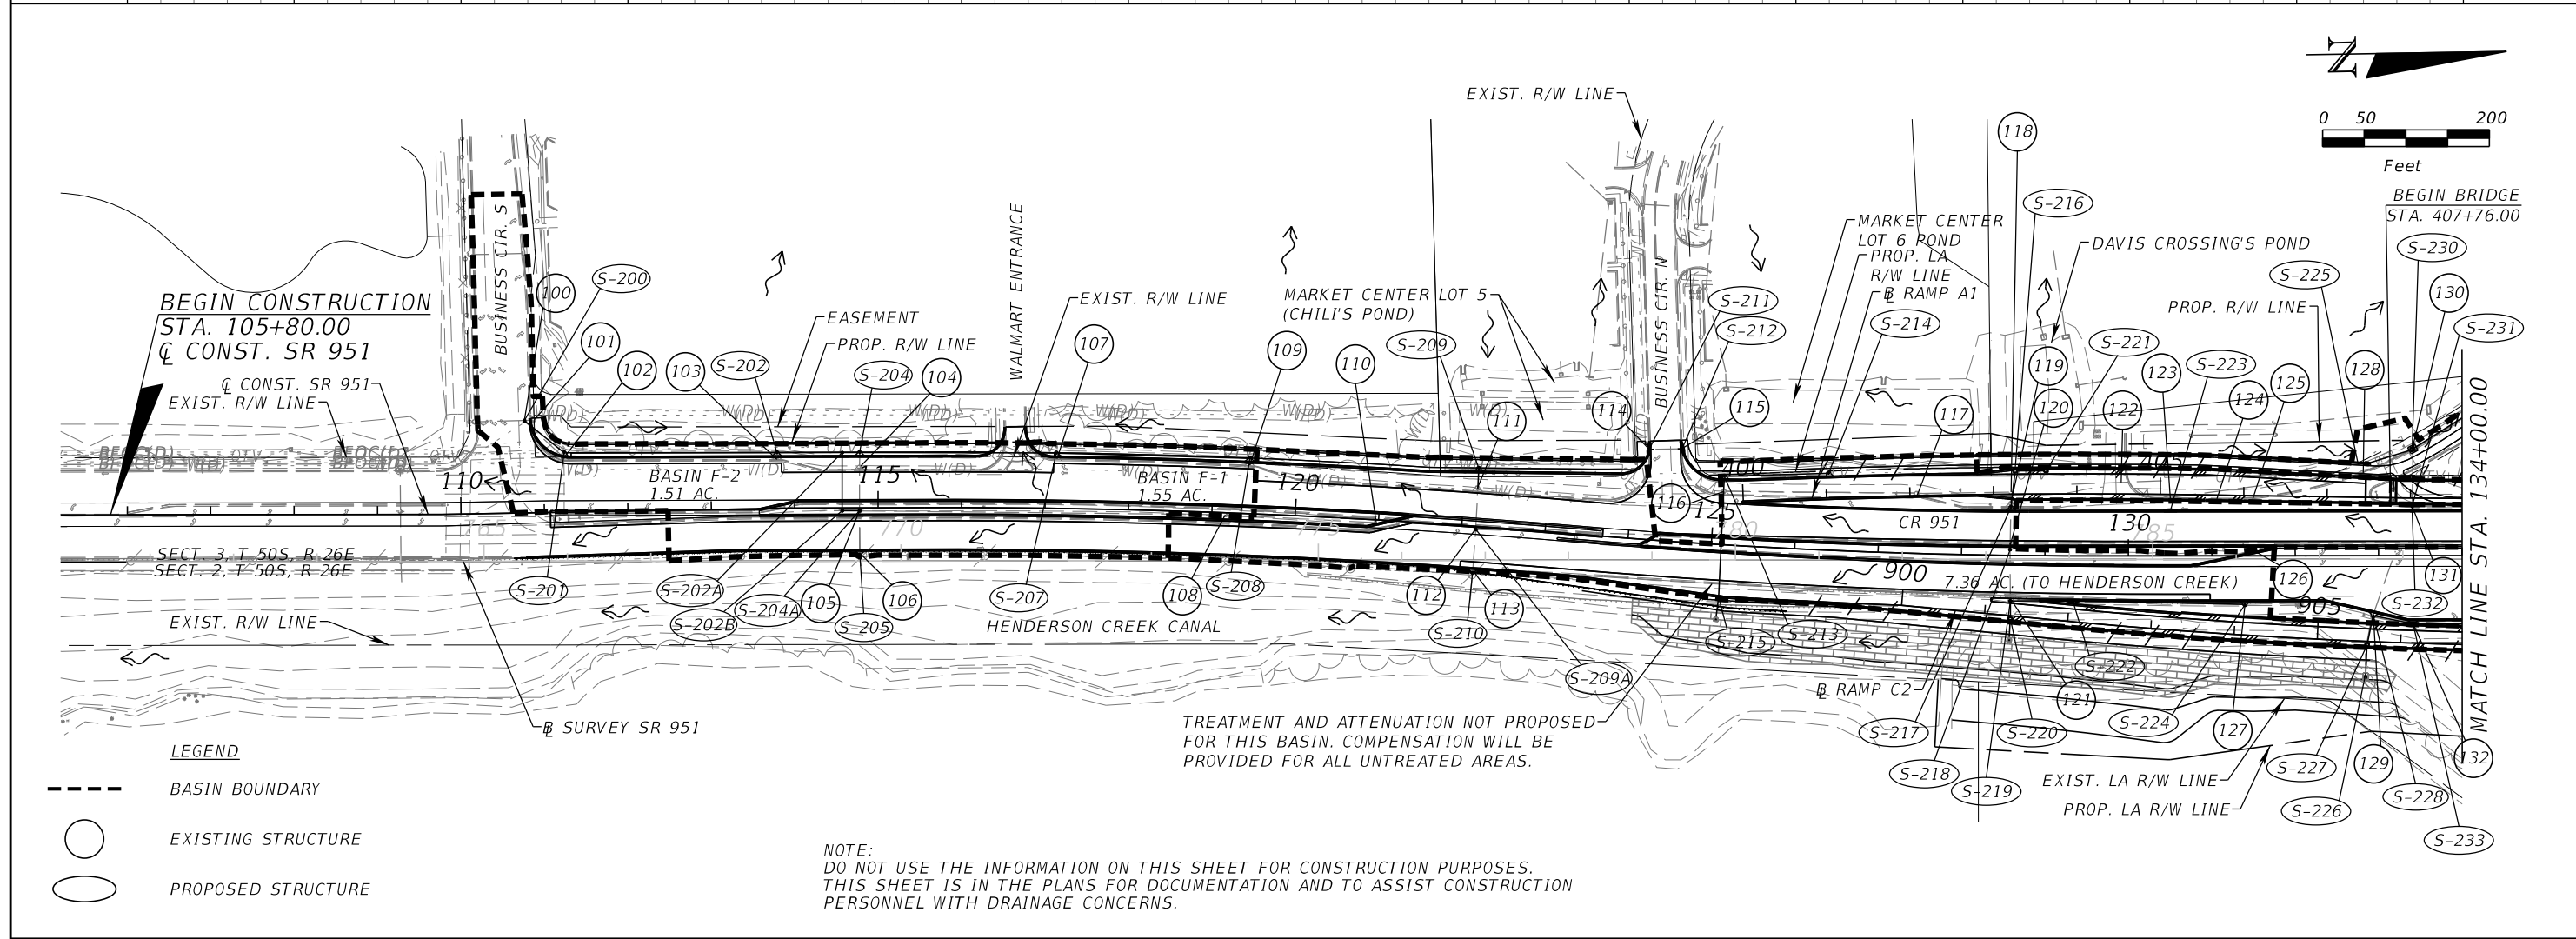 N
0 50 200
Feet
EXIST. R/W LINE
118
S-216
BEGIN BRIDGE
STA. 407+76.00
MARKET CENTER
LOT 6 POND
PROP. LA
R/W LINE
B RAMP A1
S-214
DAVIS CROSSING'S POND
S-230
S-225
130
PROP. R/W LINE
S-231
BUSINESS CIR. S
100
S-200
101
102
103
S-202
EASEMENT
PROP. R/W LINE
S-204
104
WALMART ENTRANCE
EXIST. R/W LINE
107
MARKET CENTER LOT 5
(CHILI'S POND)
109
110
S-209
111
114
BUSINESS CIR. N
S-211
S-212
115
117
119
120
S-221
122
123
S-223
124
125
128
BEGIN CONSTRUCTION
STA. 105+80.00
CL CONST. SR 951
CL CONST. SR 951
EXIST. R/W LINE
110
BASIN F-2
1.51 AC.
115
BASIN F-1
1.55 AC.
120
116
125
400
CR 951
130
765
770
775
780
785
900
905
7.36 AC. (TO HENDERSON CREEK)
126
131
S-232
SECT. 3, T 50S, R 26E
SECT. 2, T 50S, R 26E
EXIST. R/W LINE
S-201
S-202A
S-202B
S-204A
105
S-205
106
S-207
HENDERSON CREEK CANAL
108
S-208
112
S-210
113
S-209A
S-215
S-213
B RAMP C2
S-217
S-218
S-219
S-220
121
S-222
S-224
127
EXIST. LA R/W LINE
PROP. LA R/W LINE
S-227
S-226
129
S-228
132
S-233
MATCH LINE STA. 134+00.00
BL SURVEY SR 951
TREATMENT AND ATTENUATION NOT PROPOSED
FOR THIS BASIN. COMPENSATION WILL BE
PROVIDED FOR ALL UNTREATED AREAS.
LEGEND
BASIN BOUNDARY
EXISTING STRUCTURE
PROPOSED STRUCTURE
NOTE:
DO NOT USE THE INFORMATION ON THIS SHEET FOR CONSTRUCTION PURPOSES.
THIS SHEET IS IN THE PLANS FOR DOCUMENTATION AND TO ASSIST CONSTRUCTION
PERSONNEL WITH DRAINAGE CONCERNS.